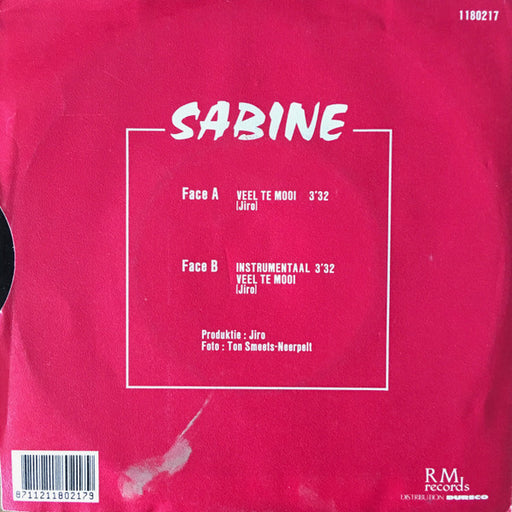 1180217
SABINE
Face A VEEL TE MOOI 3'32
(Jiro)
Face B INSTRUMENTAAL 3'32
VEEL TE MOOI
(Jiro)
Produktie : Jiro
Foto : Ton Smeets-Neerpelt
8711211802179
RM
records
DISTRIBUTION DURECO